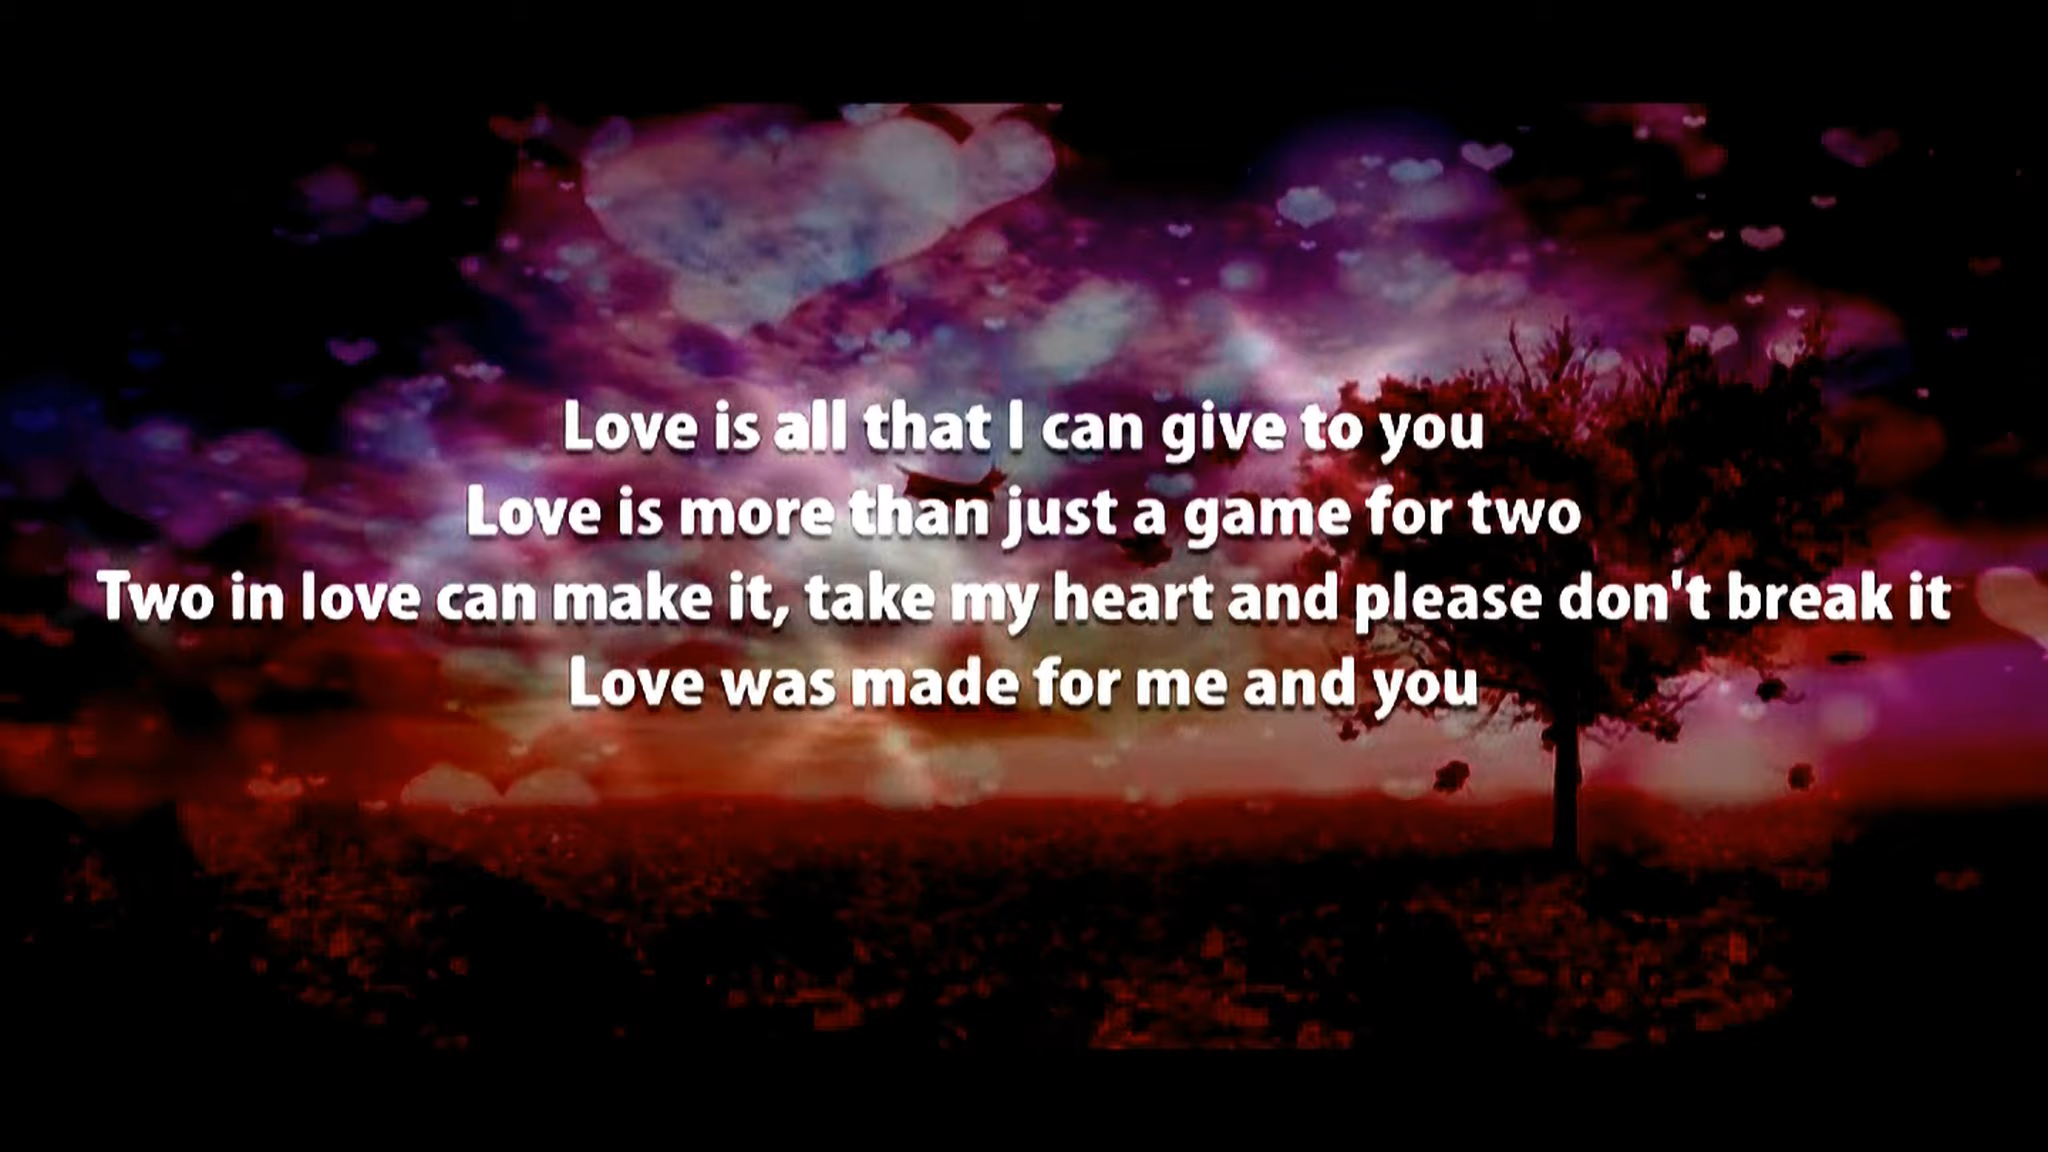 Love is all that I can give to you
Love is more than just a game for two
Two in love can make it, take my heart and please don't break it
Love was made for me and you